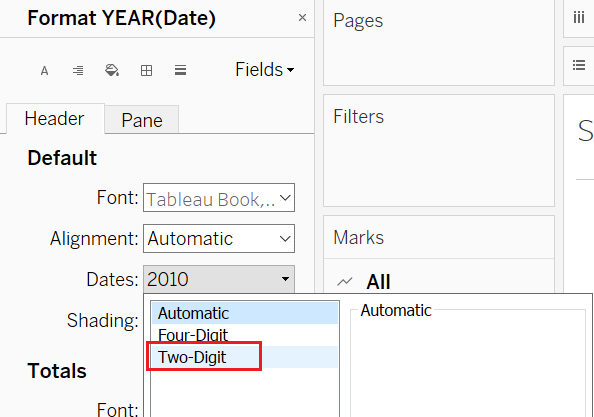 Format YEAR(Date)
×
A
Fields
Header
Pane
Default
Font: Tableau Book,..
Alignment: Automatic
Dates: 2010
Automatic
Four-Digit
Two-Digit
Automatic
Shading:
Totals
Font:
Pages
Filters
Marks
All
iii
S